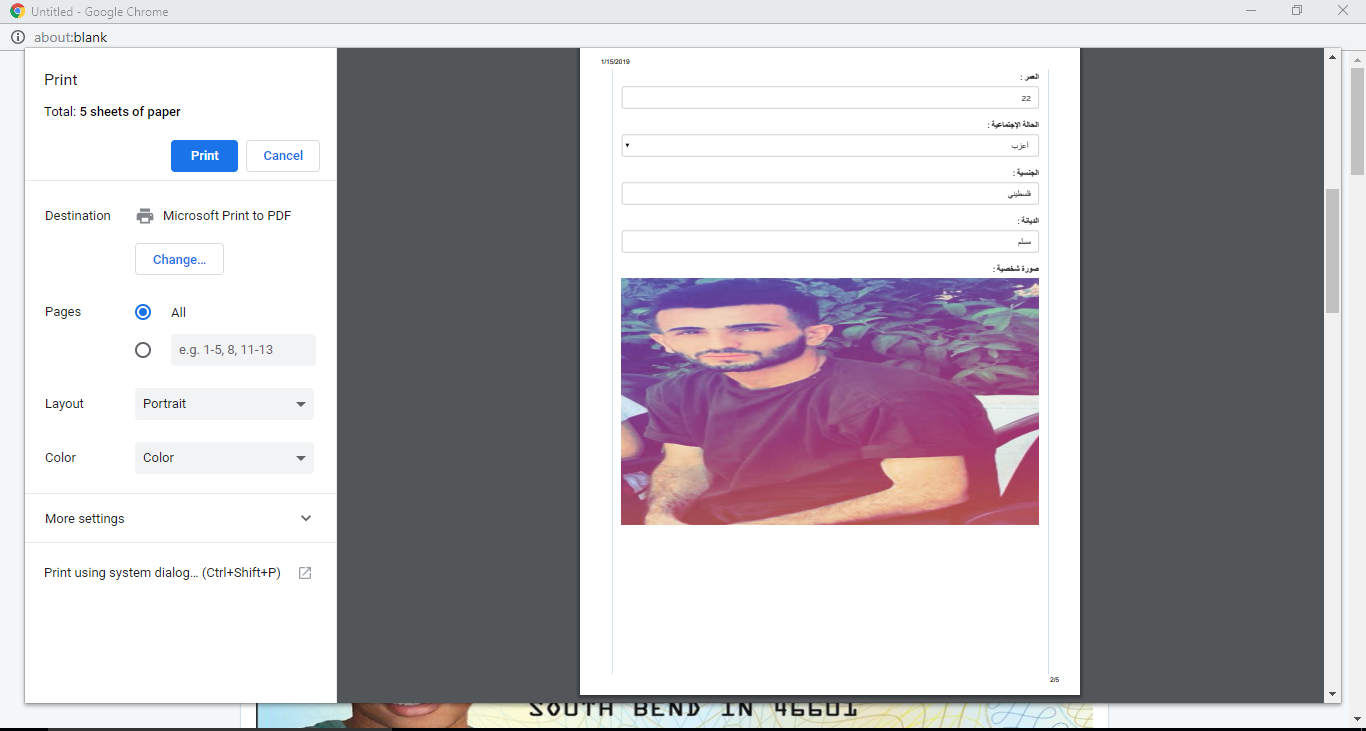 Untitled - Google Chrome
about:blank
Print
Total: 5 sheets of paper
Print
Cancel
Destination
Microsoft Print to PDF
Change...
Pages
All
e.g. 1-5, 8, 11-13
Layout
Portrait
Color
Color
More settings
Print using system dialog... (Ctrl+Shift+P)
1/15/2019
العمر :
22
الحالة الإجتماعية :
أعزب
الجنسية :
فلسطيني
الديانة :
مسلم
صورة شخصية :
2/5
SOUTH BEND IN 46601